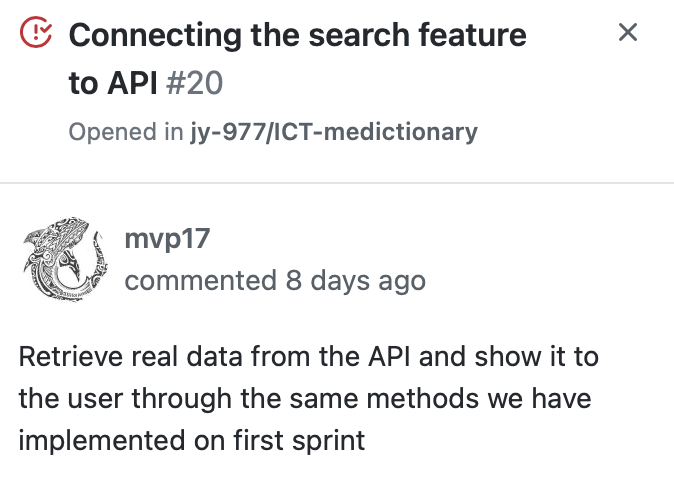 Connecting the search feature
to API #20
Opened in jy-977/ICT-medictionary
mvp17
commented 8 days ago
Retrieve real data from the API and show it to
the user through the same methods we have
implemented on first sprint